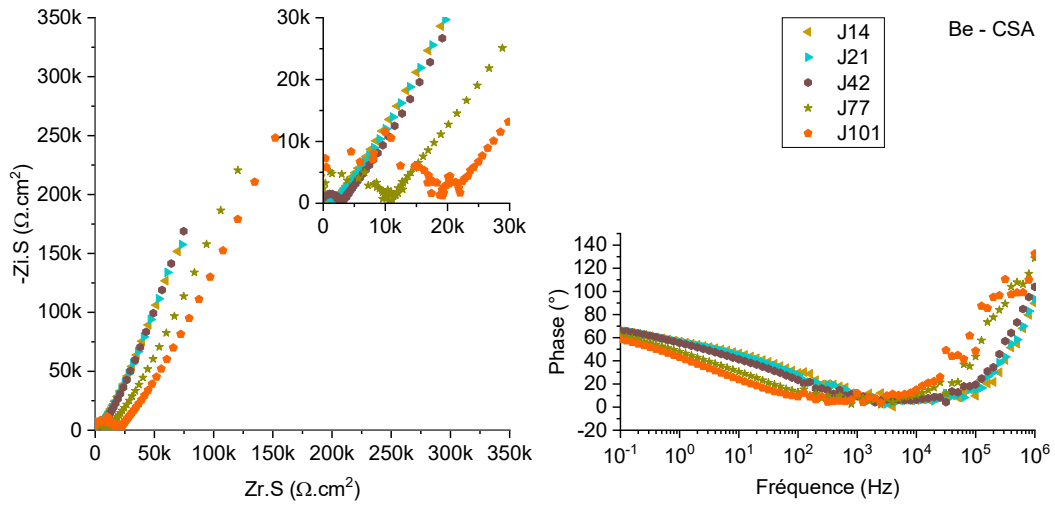 350k
300k
250k
200k
150k
100k
50k
0
-Zi.S (Ω.cm²)
0 50k 100k 150k 200k 250k 300k 350k
Zr.S (Ω.cm²)
30k
20k
10k
0
0 10k 20k 30k
J14
J21
J42
J77
J101
Be - CSA
140
120
100
80
60
40
20
0
-20
Phase (°)
10⁻¹ 10⁰ 10¹ 10² 10³ 10⁴ 10⁵ 10⁶
Fréquence (Hz)